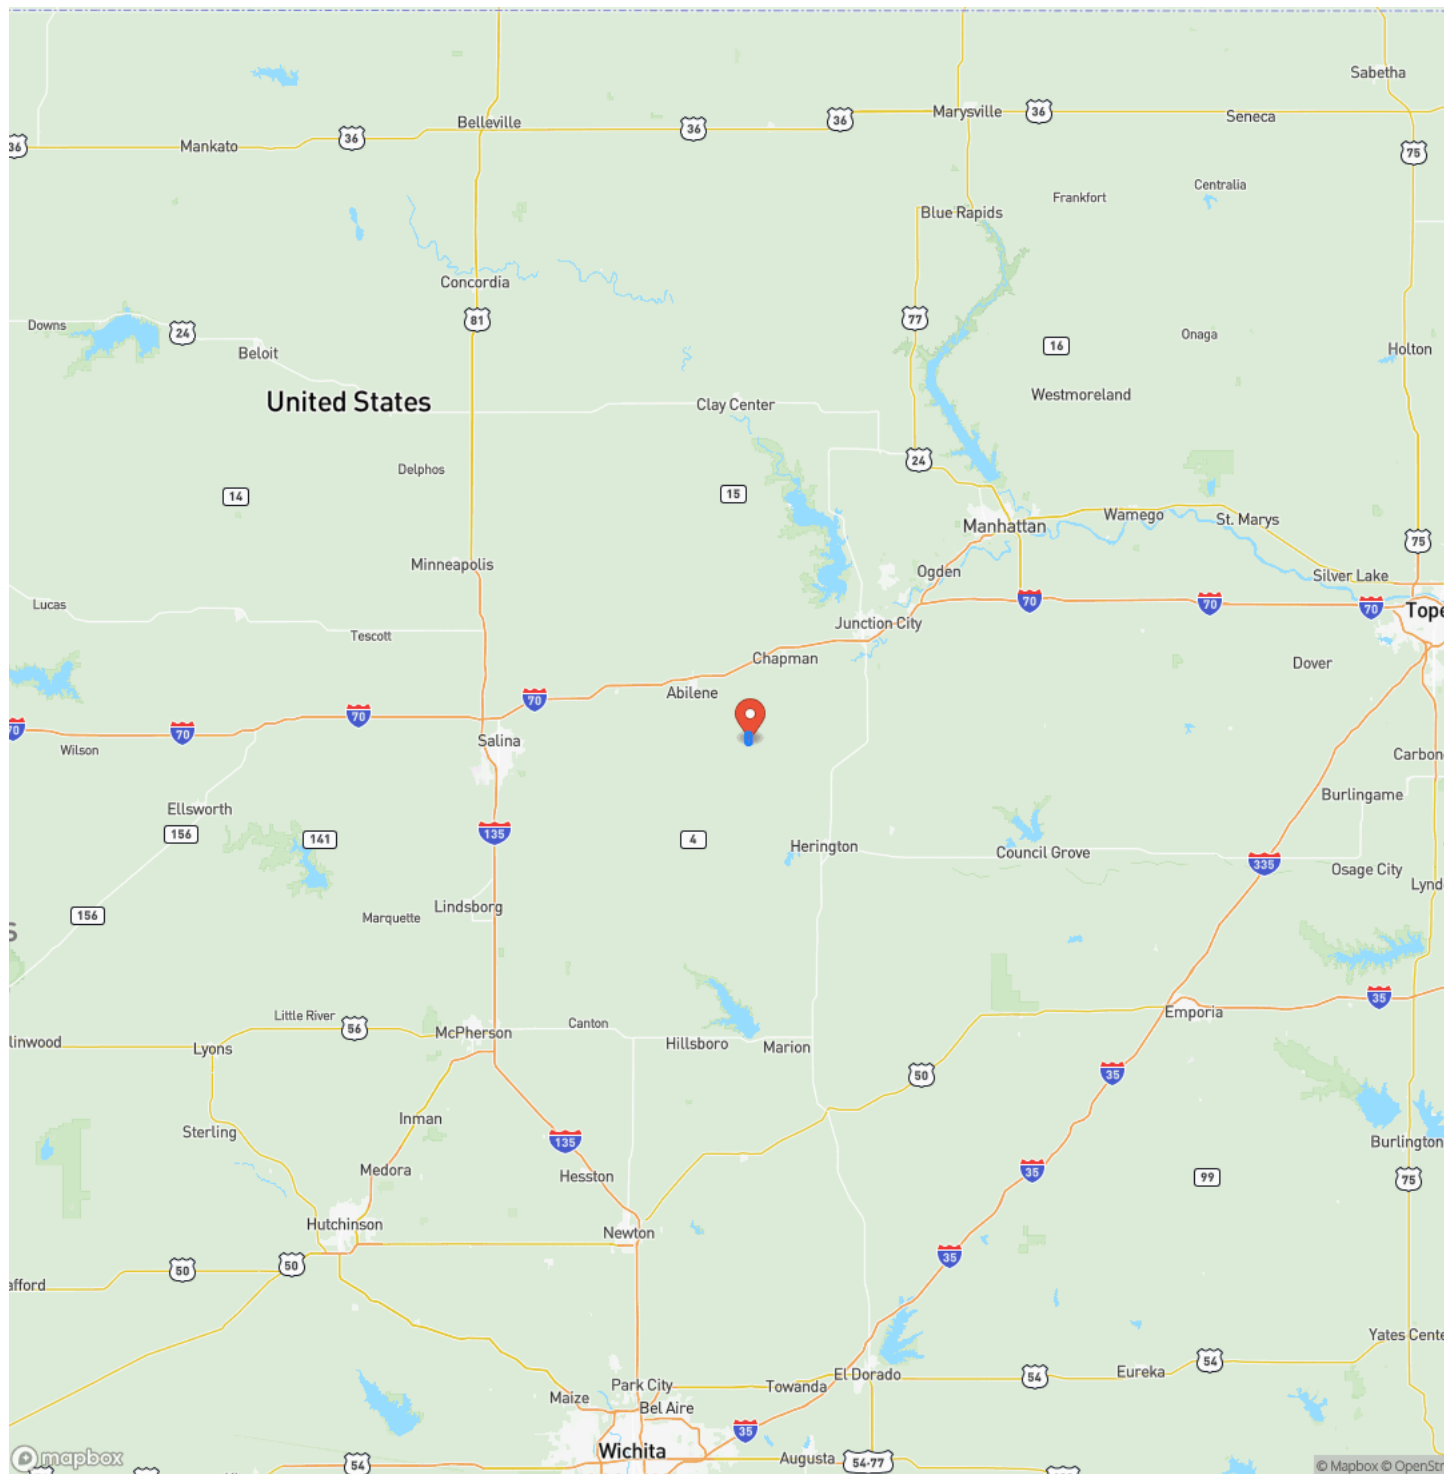 Sabetha
36
Marysville
36
Seneca
Belleville
36
36
36
Mankato
75
Centralia
Frankfort
Blue Rapids
Concordia
81
77
Downs
24
Onaga
16
Holton
Beloit
United States
Westmoreland
Clay Center
24
Delphos
14
15
Manhattan
Wamego
St. Marys
75
Minneapolis
Ogden
Silver Lake
Lucas
70
70
70
Tope
Tescott
Junction City
Chapman
Dover
Abilene
70
70
70
70
Wilson
Salina
Carbon
Ellsworth
Burlingame
156
141
135
4
Herington
Council Grove
335
Osage City
Lynd
Lindsborg
156
Marquette
S
35
Little River
56
McPherson
Canton
Emporia
linwood
Lyons
Hillsboro
Marion
50
35
Inman
Sterling
135
Burlington
Medora
Hesston
35
99
75
Hutchinson
Newton
35
50
50
afford
Yates Cente
54
El Dorado
54
Eureka
Park City
Towanda
Maize
Bel Aire
35
Wichita
Augusta
54-77
54
mapbox
© Mapbox © OpenStr